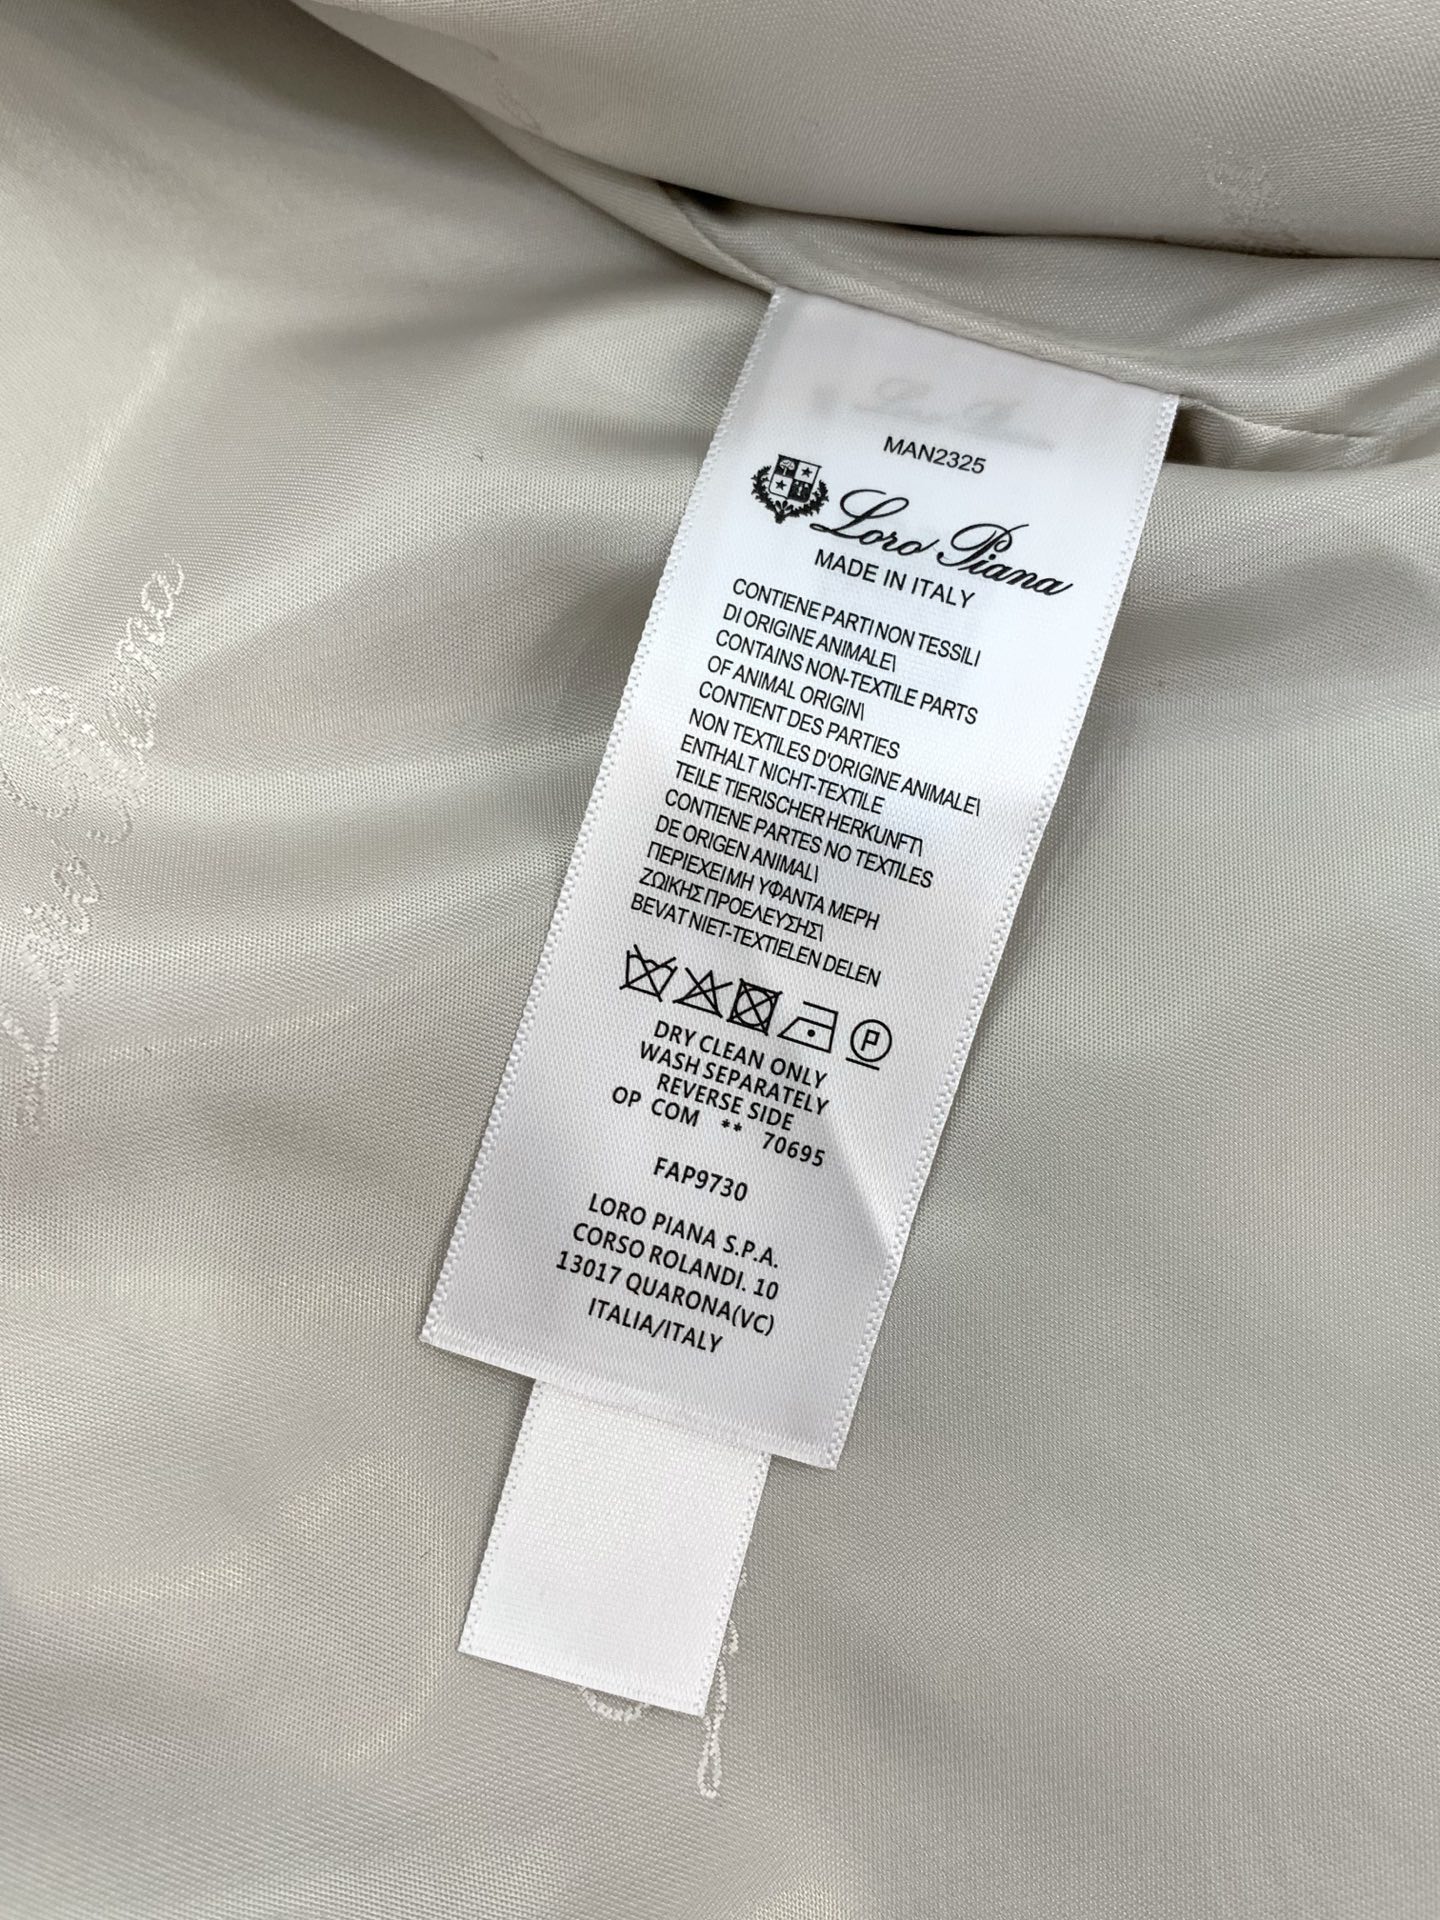 MAN2325
Loro Piana
MADE IN ITALY
CONTIENE PARTI NON TESSILI
DI ORIGINE ANIMALE\
CONTAINS NON-TEXTILE PARTS
OF ANIMAL ORIGIN\
CONTIENT DES PARTIES
NON TEXTILES D'ORIGINE ANIMALE\
ENTHALT NICHT-TEXTILE
TEILE TIERISCHER HERKUNFT\
CONTIENE PARTES NO TEXTILES
DE ORIGEN ANIMAL\
ΠΕΡΙΕΧΕΙ ΜΗ ΥΦΑΝΤΑ ΜΕΡΗ
ΖΩΙΚΗΣ ΠΡΟΕΛΕΥΣΗΣ\
BEVAT NIET-TEXTIELEN DELEN
P
DRY CLEAN ONLY
WASH SEPARATELY
REVERSE SIDE
OP COM ** 70695
FAP9730
LORO PIANA S.P.A.
CORSO ROLANDI. 10
13017 QUARONA(VC)
ITALIA/ITALY
Loro Piana